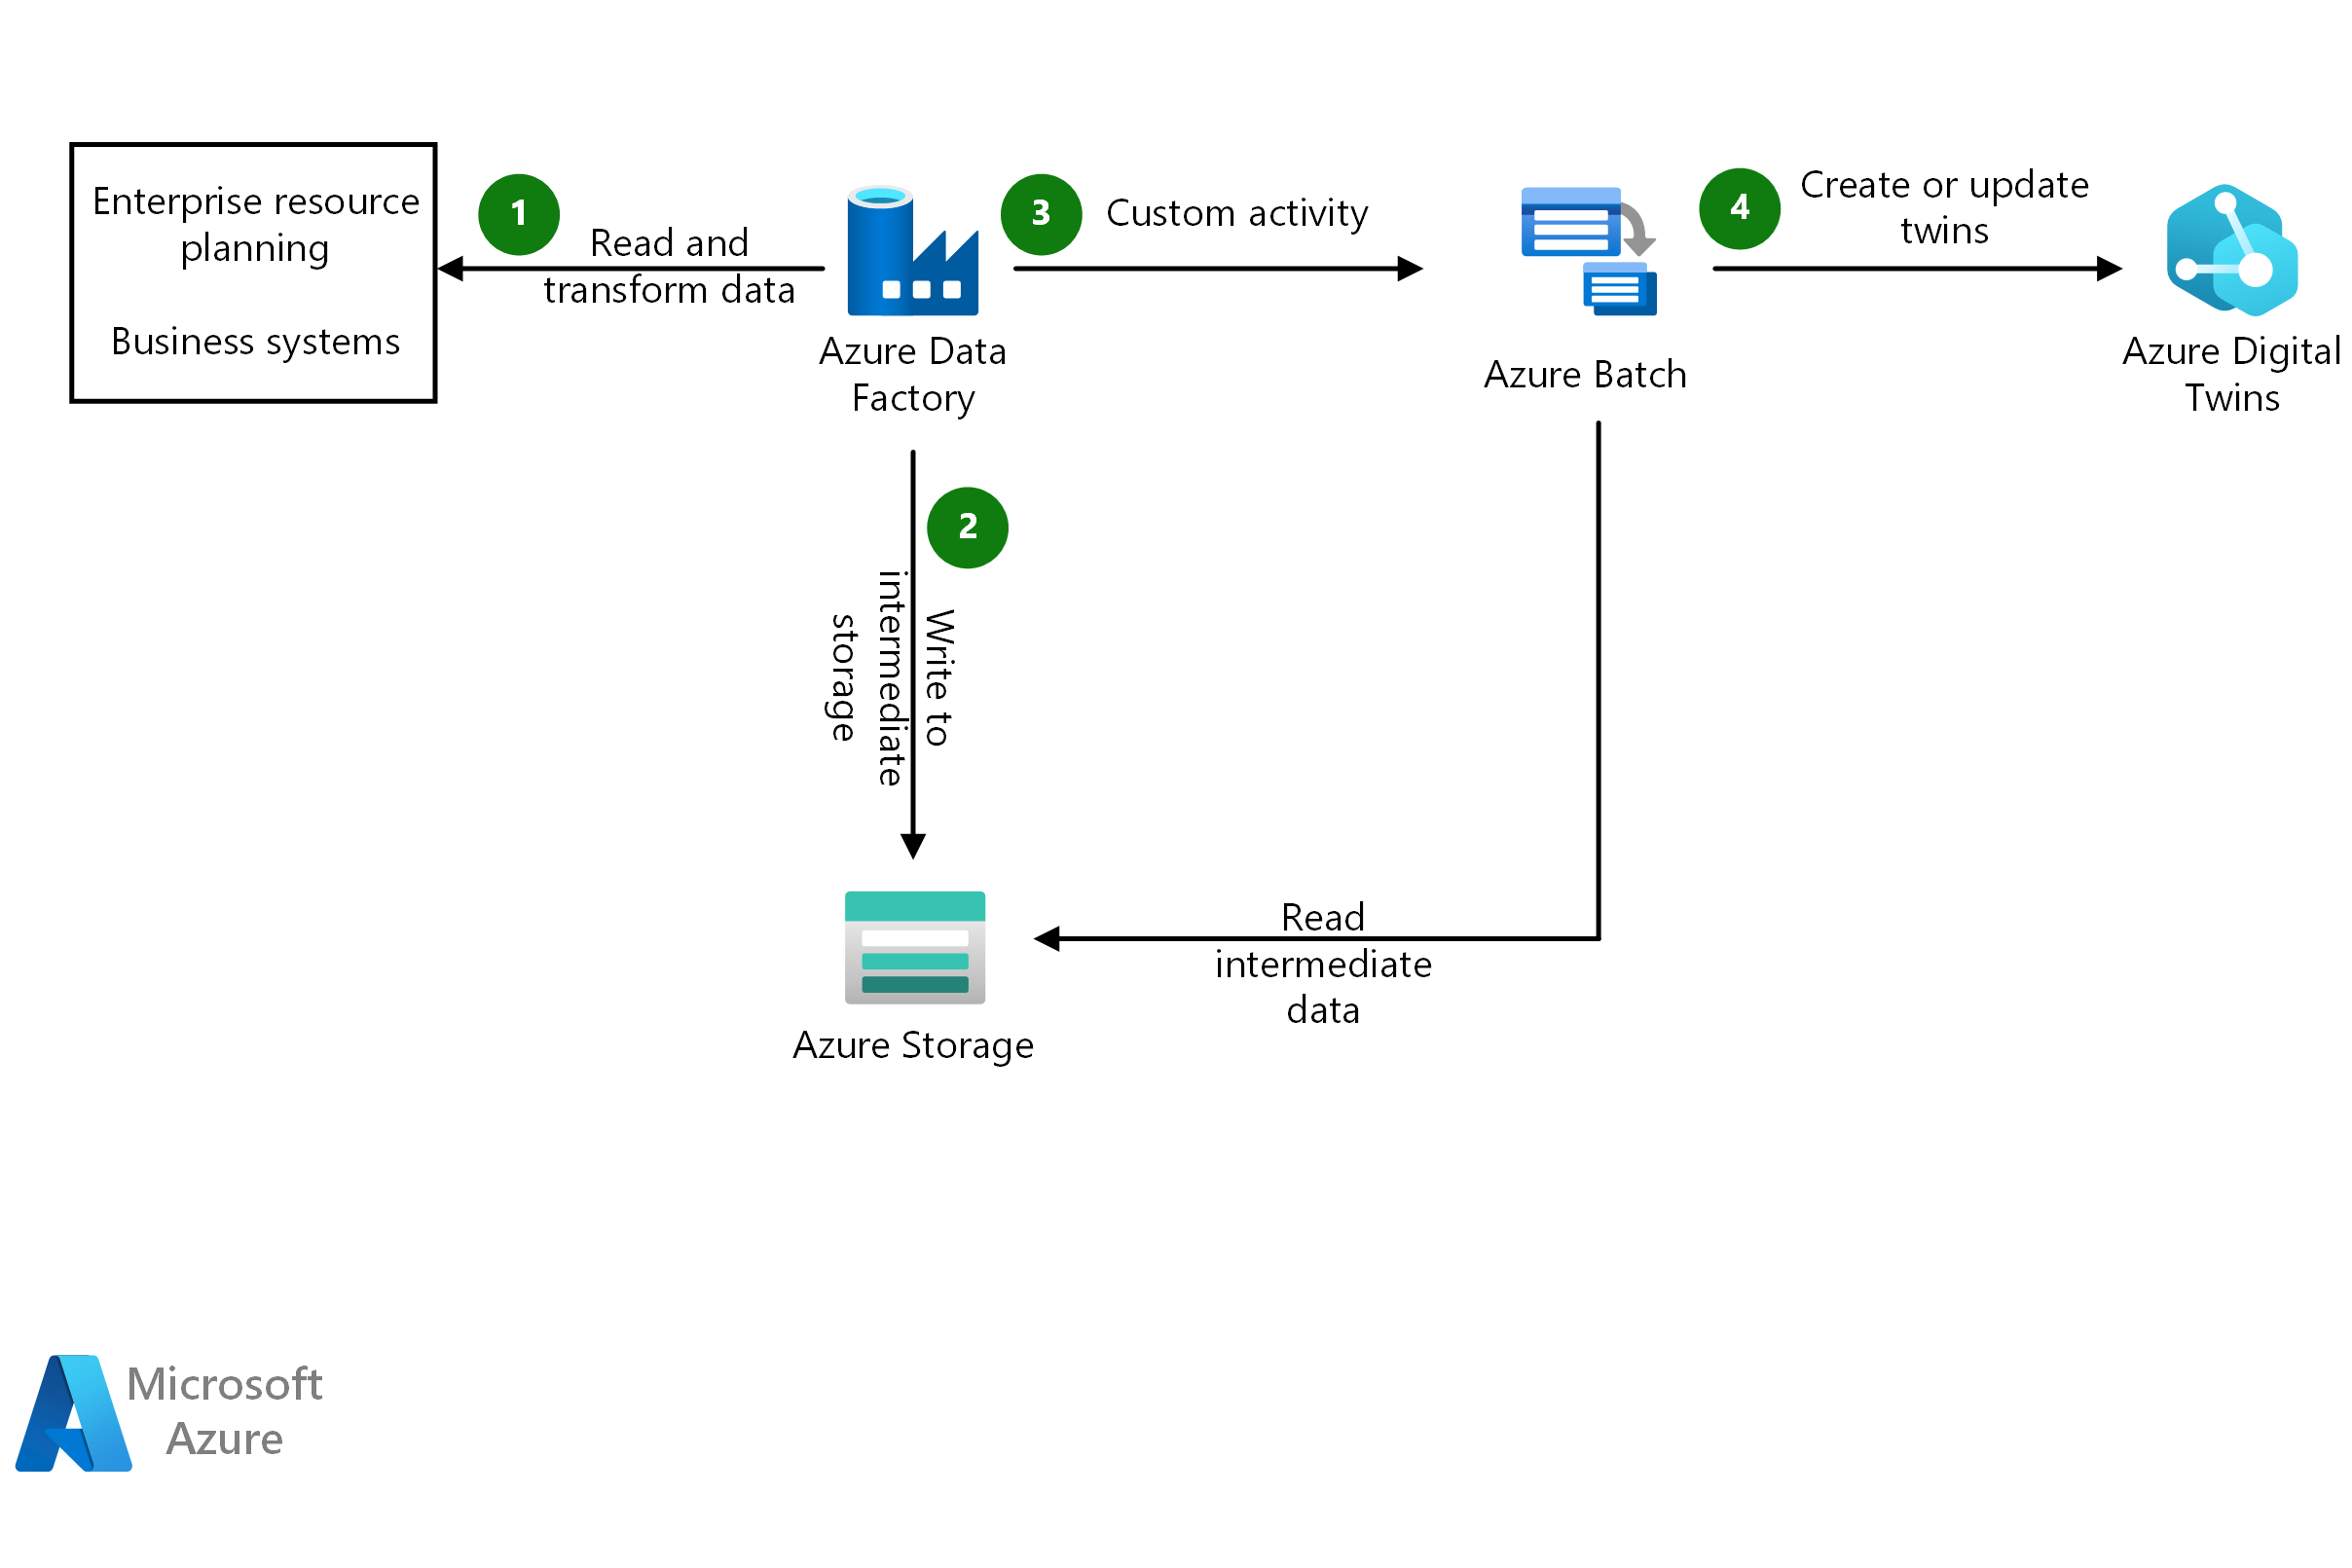 Enterprise resource
planning
Business systems
1
Read and
transform data
Azure Data
Factory
3
Custom activity
Azure Batch
4
Create or update
twins
Azure Digital
Twins
2
Write to
intermediate
storage
Azure Storage
Read
intermediate
data
Microsoft
Azure